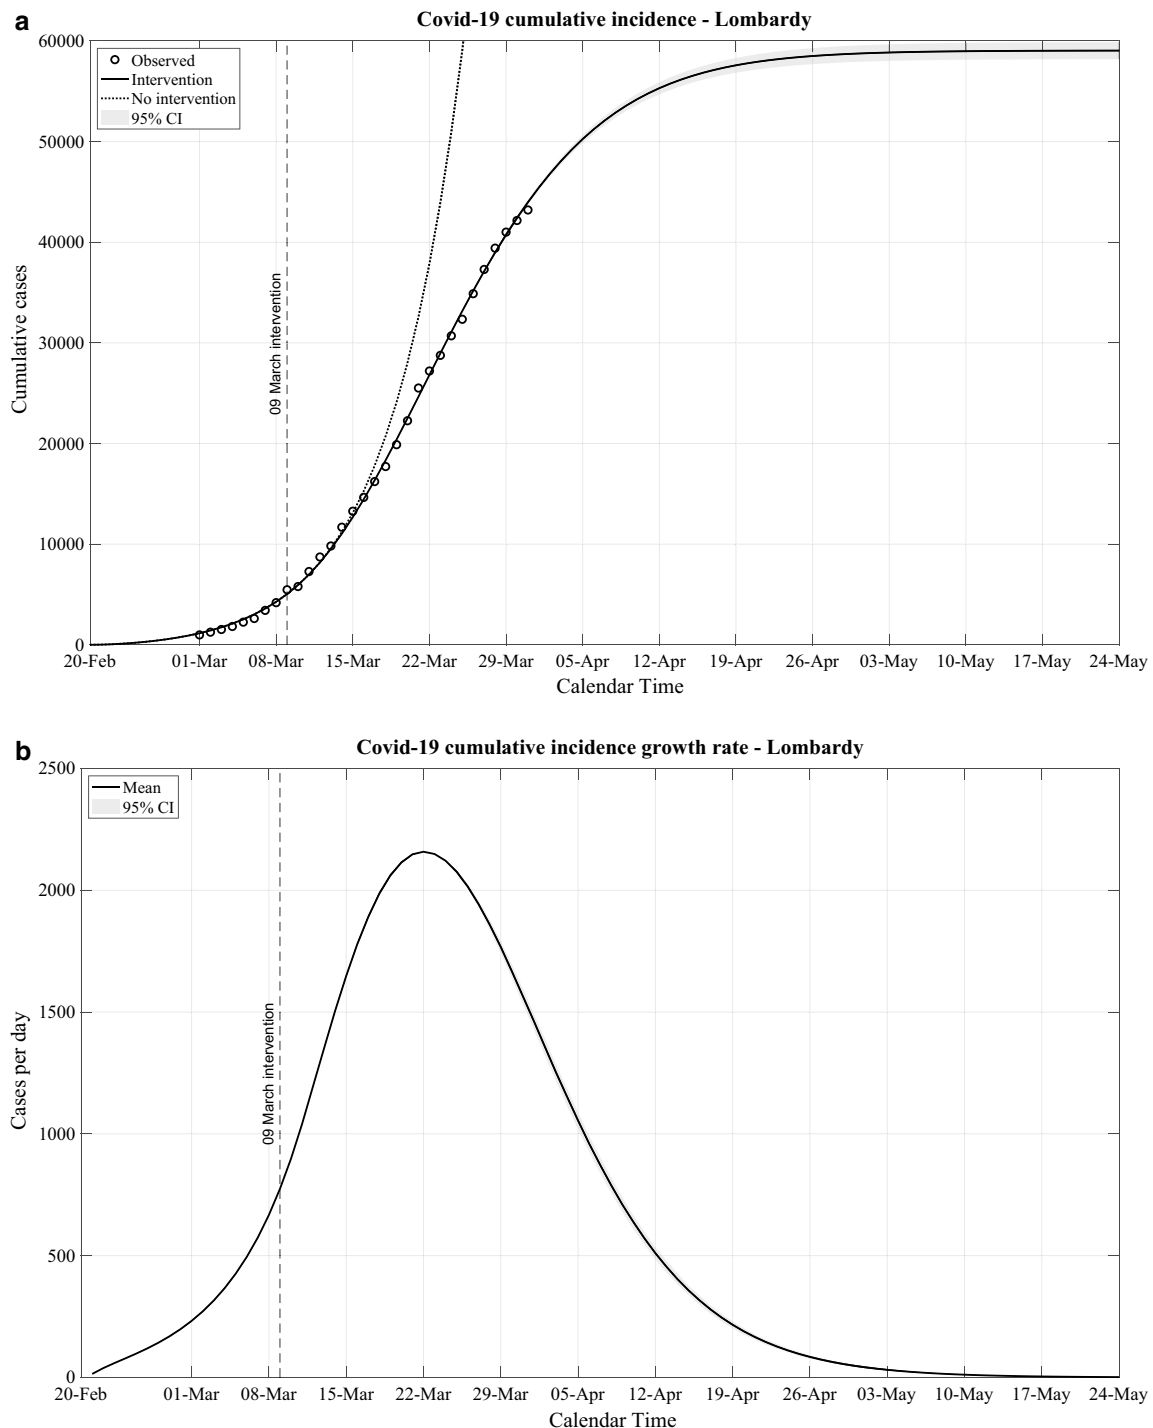 a
Covid-19 cumulative incidence - Lombardy
60000
50000
40000
30000
20000
10000
0
Cumulative cases
Observed
Intervention
No intervention
95% CI
09 March intervention
20-Feb 01-Mar 08-Mar 15-Mar 22-Mar 29-Mar 05-Apr 12-Apr 19-Apr 26-Apr 03-May 10-May 17-May 24-May
Calendar Time
b
Covid-19 cumulative incidence growth rate - Lombardy
2500
2000
1500
1000
500
0
Cases per day
Mean
95% CI
09 March intervention
20-Feb 01-Mar 08-Mar 15-Mar 22-Mar 29-Mar 05-Apr 12-Apr 19-Apr 26-Apr 03-May 10-May 17-May 24-May
Calendar Time